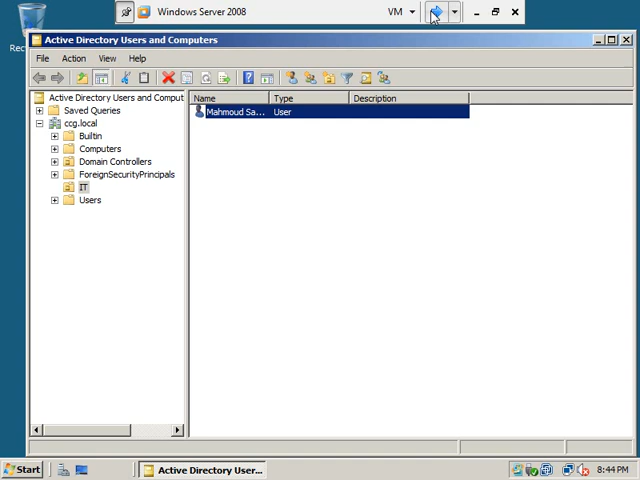 Windows Server 2008
VM
Active Directory Users and Computers
File Action View Help
Active Directory Users and Comput
Saved Queries
ccg.local
Builtin
Computers
Domain Controllers
ForeignSecurityPrincipals
IT
Users
Name Type Description
Mahmoud Sa... User
Start
Active Directory User...
8:44 PM